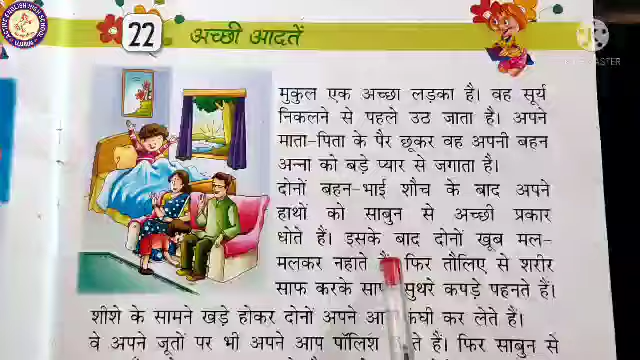 22 अच्छी आदतें
मुकुल एक अच्छा लड़का है। वह सूर्य
निकलने से पहले उठ जाता है। अपने
माता-पिता के पैर छूकर वह अपनी बहन
अन्ना को बड़े प्यार से जगाता है।
दोनों बहन-भाई शौच के बाद अपने
हाथों को साबुन से अच्छी प्रकार
धोते हैं। इसके बाद दोनों खूब मल-
मलकर नहाते फिर तौलिए से शरीर
साफ करके सुथरे कपड़े पहनते हैं।
शीशे के सामने खड़े होकर दोनों अपने कंघी कर लेते हैं।
वे अपने जूतों पर भी अपने आप पॉलिश हैं। फिर साबुन से